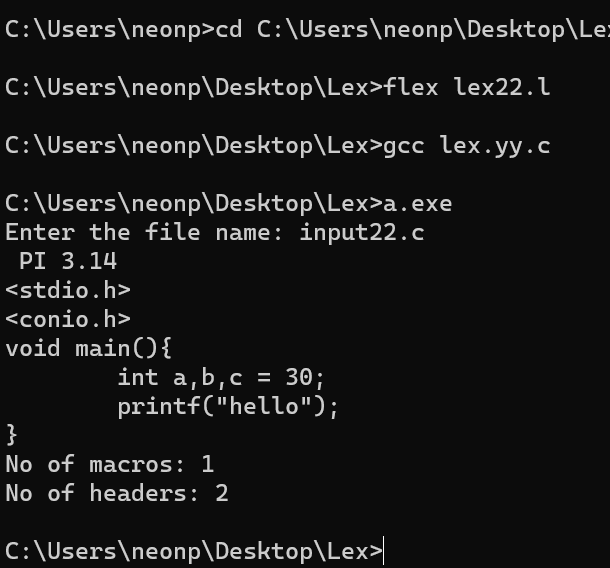 C:\Users\neonp>cd C:\Users\neonp\Desktop\Le
C:\Users\neonp\Desktop\Lex>flex lex22.l
C:\Users\neonp\Desktop\Lex>gcc lex.yy.c
C:\Users\neonp\Desktop\Lex>a.exe
Enter the file name: input22.c
 PI 3.14
<stdio.h>
<conio.h>
void main(){
        int a,b,c = 30;
        printf("hello");
}
No of macros: 1
No of headers: 2
C:\Users\neonp\Desktop\Lex>